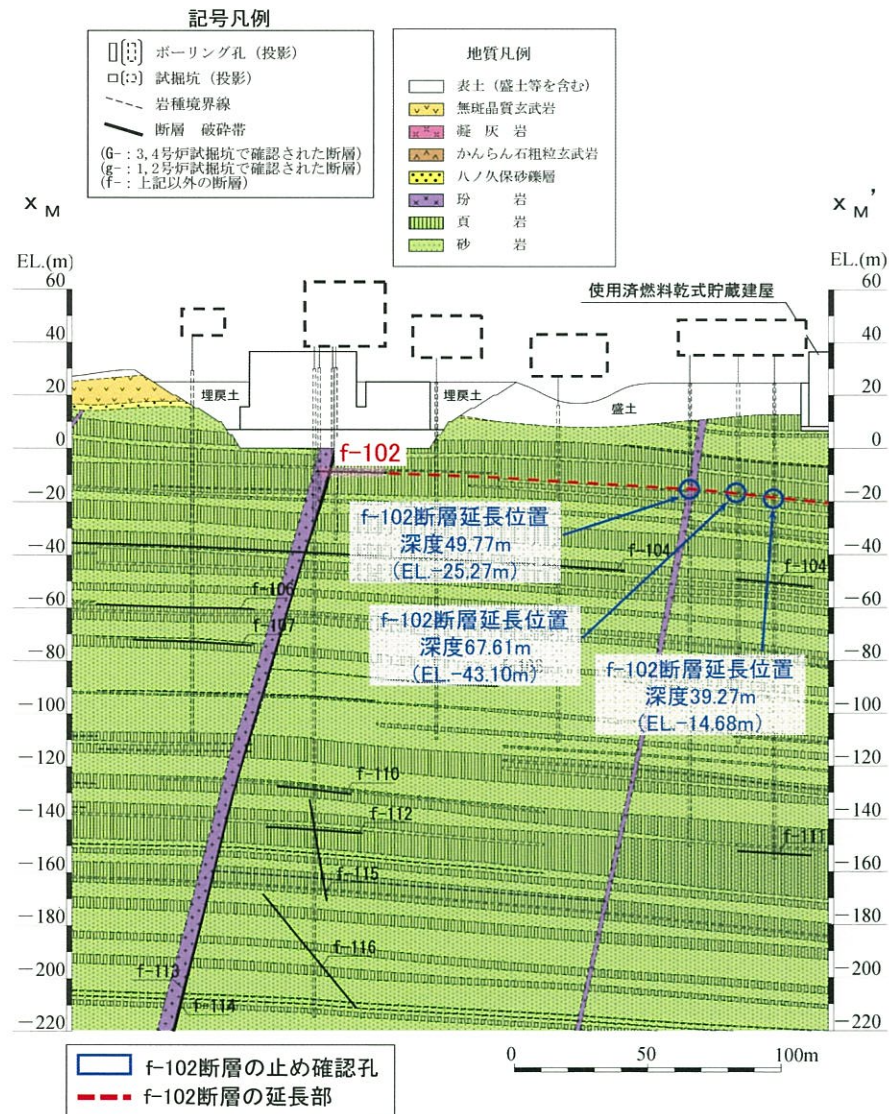 記号凡例
ボーリング孔 (投影)
試掘坑 (投影)
岩種境界線
断層 破砕帯
(G- : 3,4号炉試掘坑で確認された断層)
(g- : 1,2号炉試掘坑で確認された断層)
(f- : 上記以外の断層)
地質凡例
表土 (盛土等を含む)
無斑晶質玄武岩
凝 灰 岩
かんらん石粗粒玄武岩
八ノ久保砂礫層
玢 岩
頁 岩
砂 岩
XM
XM'
EL.(m)
EL.(m)
60
60
使用済燃料乾式貯蔵建屋
40
40
20
20
埋戻土
埋戻土
盛土
0
0
f-102
-20
-20
f-102断層延長位置
深度49.77m
(EL.-25.27m)
-40
-40
f-104
f-104
f-106
-60
-60
f-107
f-102断層延長位置
深度67.61m
(EL.-43.10m)
-80
-80
f-102断層延長位置
深度39.27m
(EL.-14.68m)
-100
-100
-120
-120
f-110
-140
-140
f-112
f-111
-160
-160
f-115
-180
-180
f-116
-200
-200
f-113
f-114
-220
-220
f-102断層の止め確認孔
f-102断層の延長部
0
50
100m